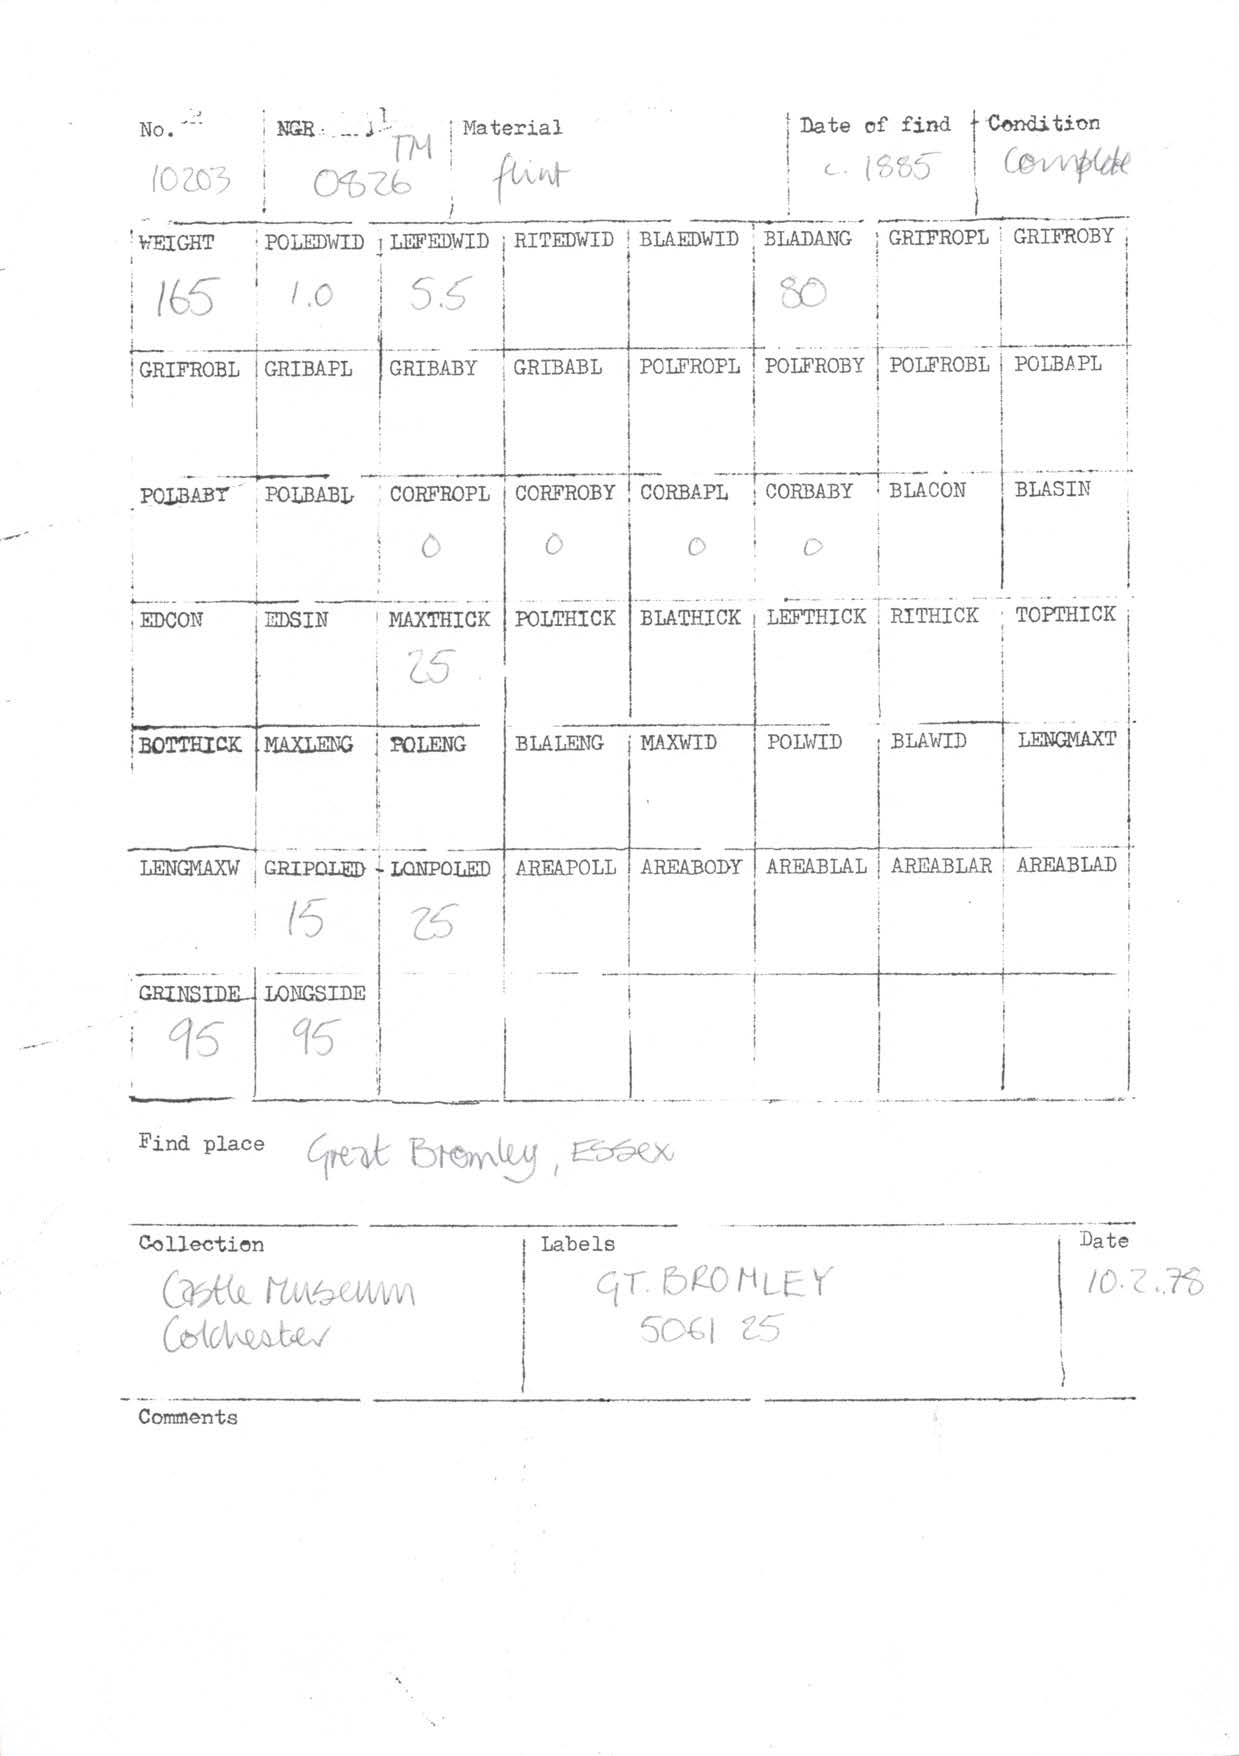 No. NGR Material Date of find Condition
10203 TM 0826 flint c. 1885 Complete
WEIGHT POLEDWID LEFEDWID RITEDWID BLAEDWID BLADANG GRIFROPL GRIFROBY
165 1.0 5.5 80
GRIFROBL GRIBAPL GRIBABY GRIBABL POLFROPL POLFROBY POLFROBL POLBAPL
POLBABY POLBABL CORFROPL CORFROBY CORBAPL CORBABY BLACON BLASIN
0 0 0 0
EDCON EDSIN MAXTHICK POLTHICK BLATHICK LEFTHICK RITHICK TOPTHICK
25
BOTTHICK MAXLENG POLENG BLALENG MAXWID POLWID BLAWID LENGMAXT
LENGMAXW GRIPOLED LONPOLED AREAPOLL AREABODY AREABLAL AREABLAR AREABLAD
15 25
GRINSIDE LONGSIDE
95 95
Find place Great Bromley, Essex
Collection Labels Date
Castle Museum GT. BROMLEY 10.2.78
Colchester 5061 25
Comments